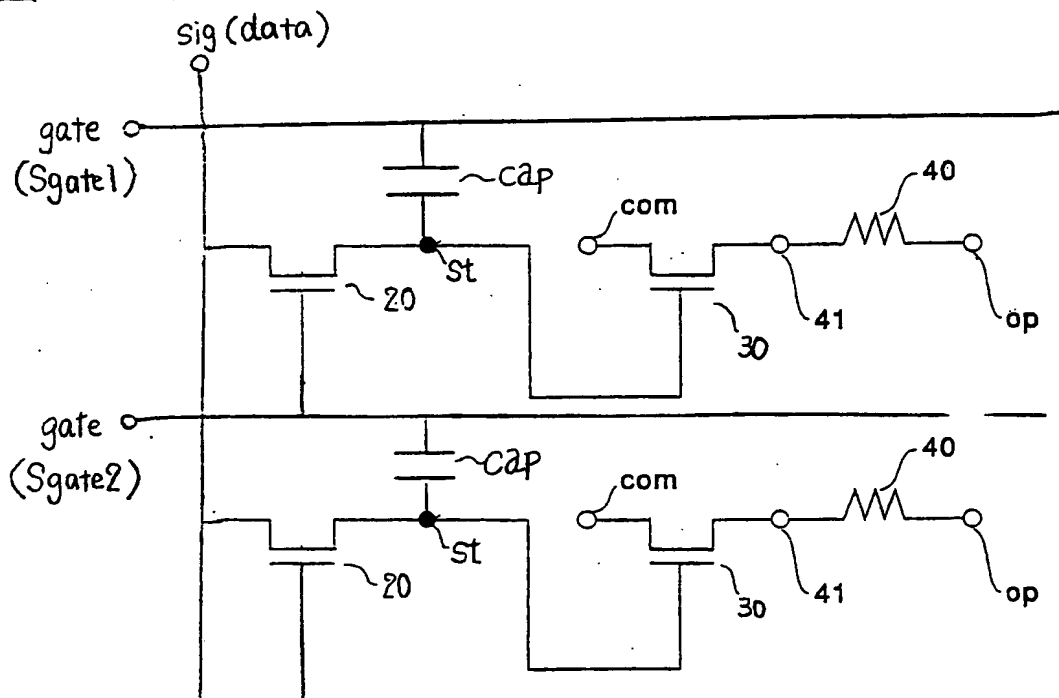 sig (data)
gate
(Sgate1)
cap
com
40
St
20
30
41
op
gate
(Sgate2)
cap
com
40
St
20
30
41
op